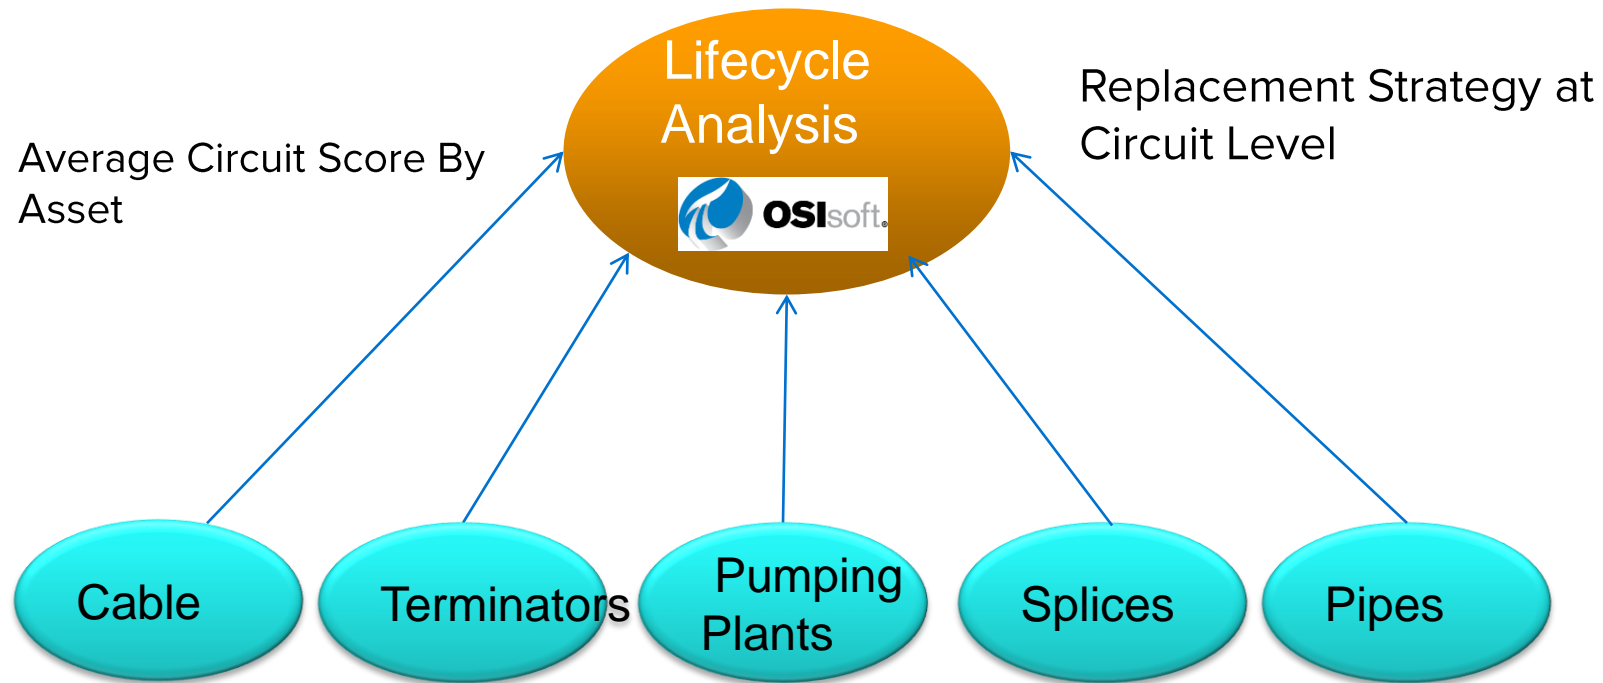 Lifecycle
Analysis
OSIsoft®
Replacement Strategy at
Circuit Level
Average Circuit Score By
Asset
Cable
Terminators
Pumping
Plants
Splices
Pipes